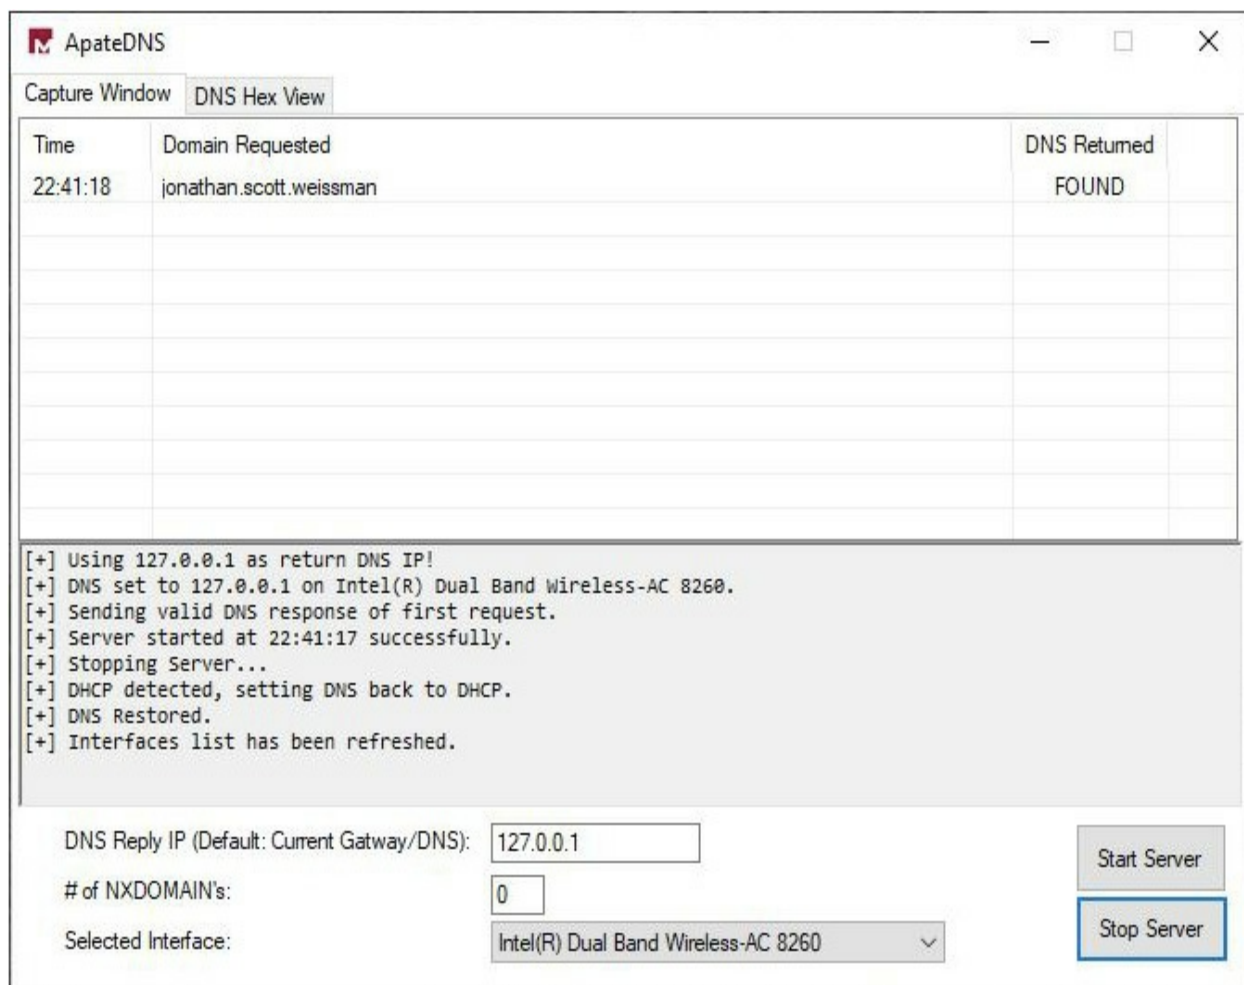 ApateDNS
Capture Window DNS Hex View
Time Domain Requested DNS Returned
22:41:18 jonathan.scott.weissman FOUND
[+] Using 127.0.0.1 as return DNS IP!
[+] DNS set to 127.0.0.1 on Intel(R) Dual Band Wireless-AC 8260.
[+] Sending valid DNS response of first request.
[+] Server started at 22:41:17 successfully.
[+] Stopping Server...
[+] DHCP detected, setting DNS back to DHCP.
[+] DNS Restored.
[+] Interfaces list has been refreshed.
DNS Reply IP (Default: Current Gatway/DNS): 127.0.0.1
Start Server
# of NXDOMAIN's: 0
Selected Interface: Intel(R) Dual Band Wireless-AC 8260
Stop Server